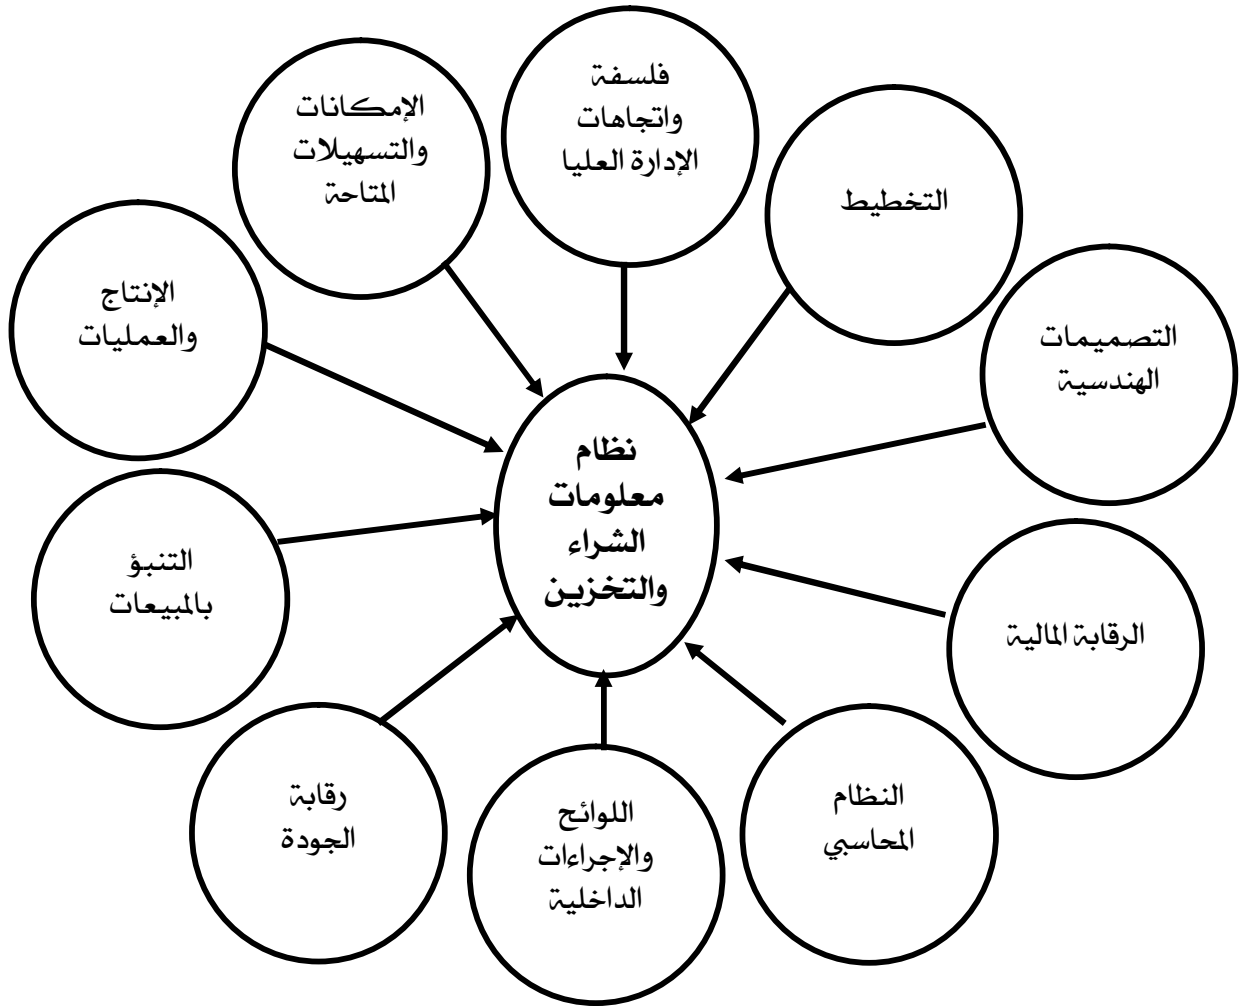 فلسفة
واتجاهات
الإدارة العليا
الإمكانات
والتسهيلات
المتاحة
التخطيط
الإنتاج
والعمليات
التصميمات
الهندسية
نظام
معلومات
الشراء
والتخزين
التنبؤ
بالمبيعات
الرقابة المالية
رقابة
الجودة
اللوائح
والإجراءات
الداخلية
النظام
المحاسبي